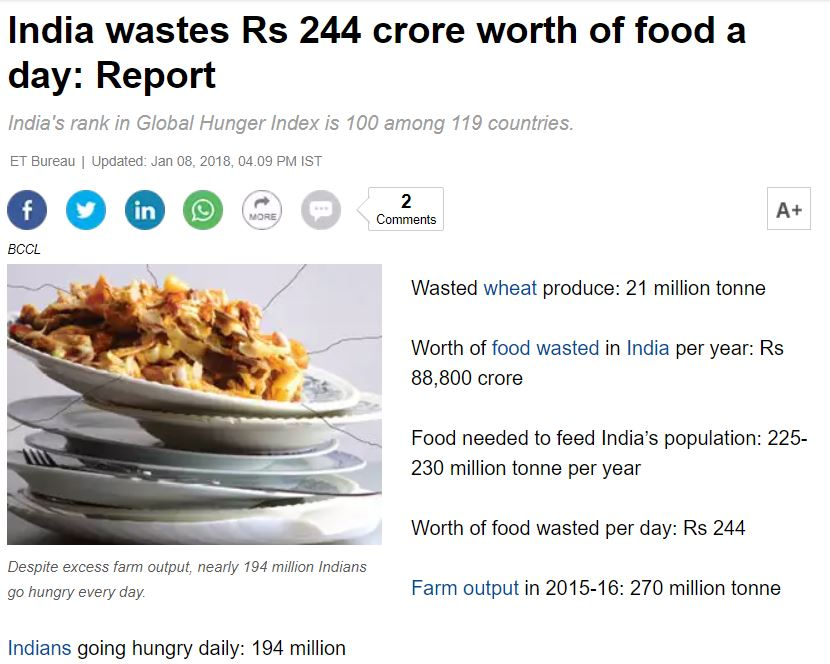 India wastes Rs 244 crore worth of food a
day: Report
India's rank in Global Hunger Index is 100 among 119 countries.
ET Bureau | Updated: Jan 08, 2018, 04.09 PM IST
f
in
MORE
2
Comments
A+
BCCL
Wasted wheat produce: 21 million tonne
Worth of food wasted in India per year: Rs
88,800 crore
Food needed to feed India’s population: 225-
230 million tonne per year
Worth of food wasted per day: Rs 244
Despite excess farm output, nearly 194 million Indians
go hungry every day.
Farm output in 2015-16: 270 million tonne
Indians going hungry daily: 194 million